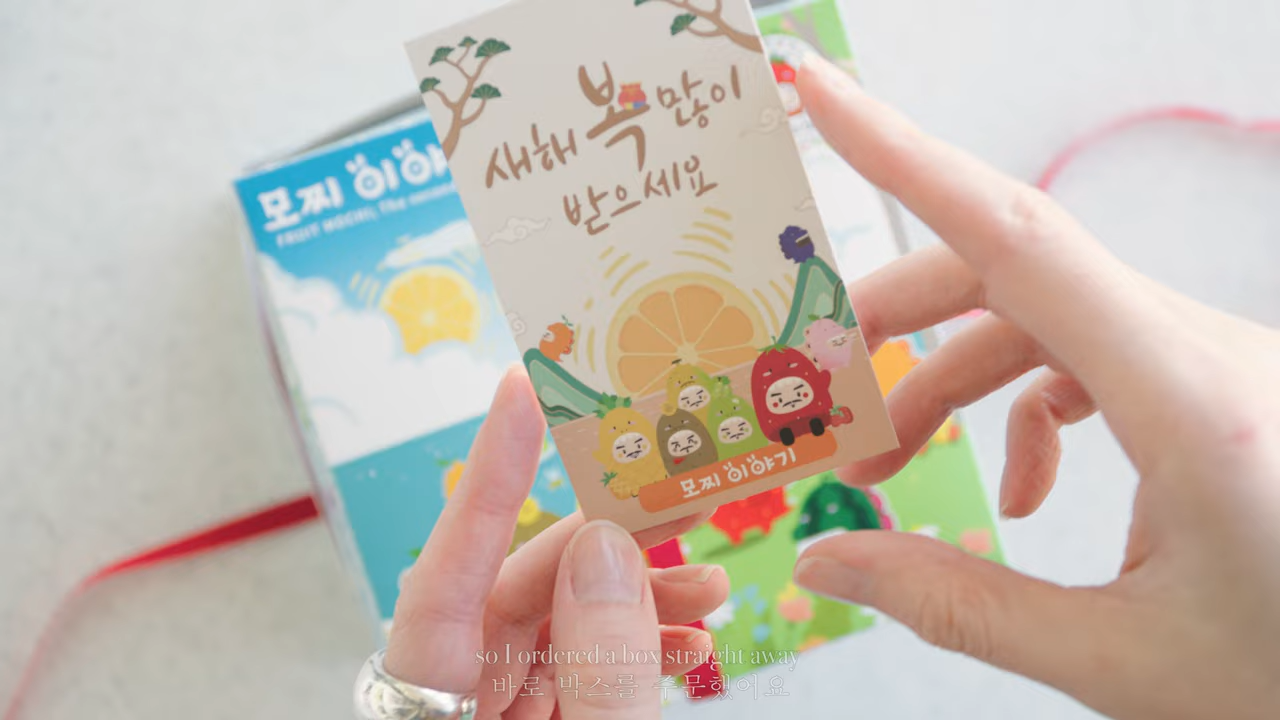 새해 복 많이
받으세요
모찌 이야기
모찌 이야
FRUIT MOCHI, The
so I ordered a box straight away
바로 박스를 주문했어요